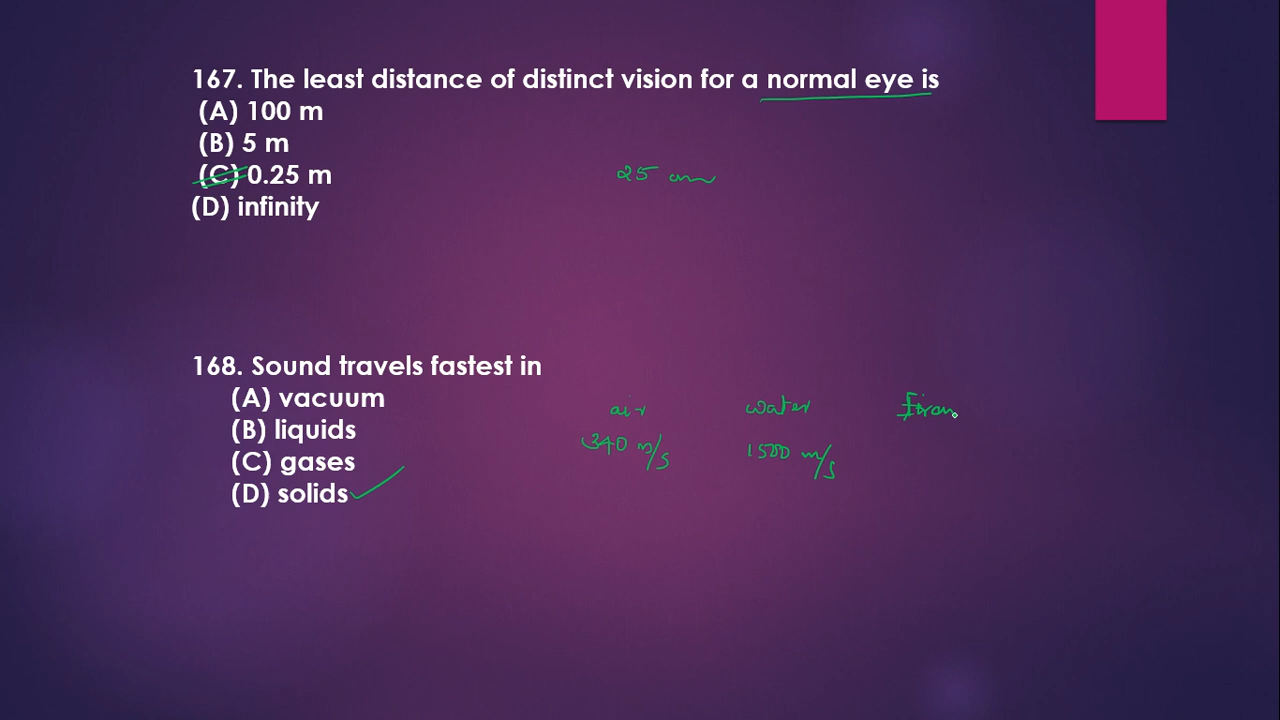 167. The least distance of distinct vision for a normal eye is
(A) 100 m
(B) 5 m
(C) 0.25 m
25 cm
(D) infinity
168. Sound travels fastest in
(A) vacuum
air water
(B) liquids
340 m/s 1500 m/s
(C) gases
(D) solids